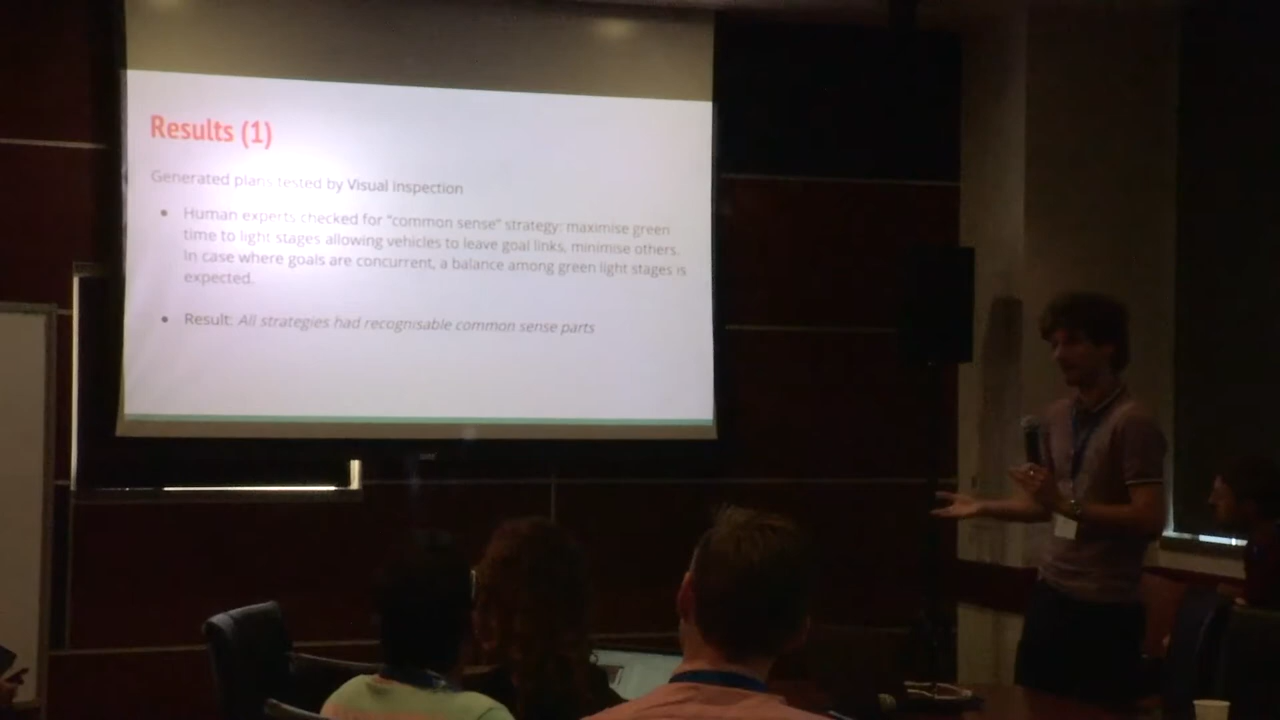 Results (1)
Generated plans tested by Visual Inspection
• Human experts checked for "common sense" strategy: maximise green
time to light stages allowing vehicles to leave goal links, minimise others.
In case where goals are concurrent, a balance among green light stages is
expected.
• Result: All strategies had recognisable common sense parts